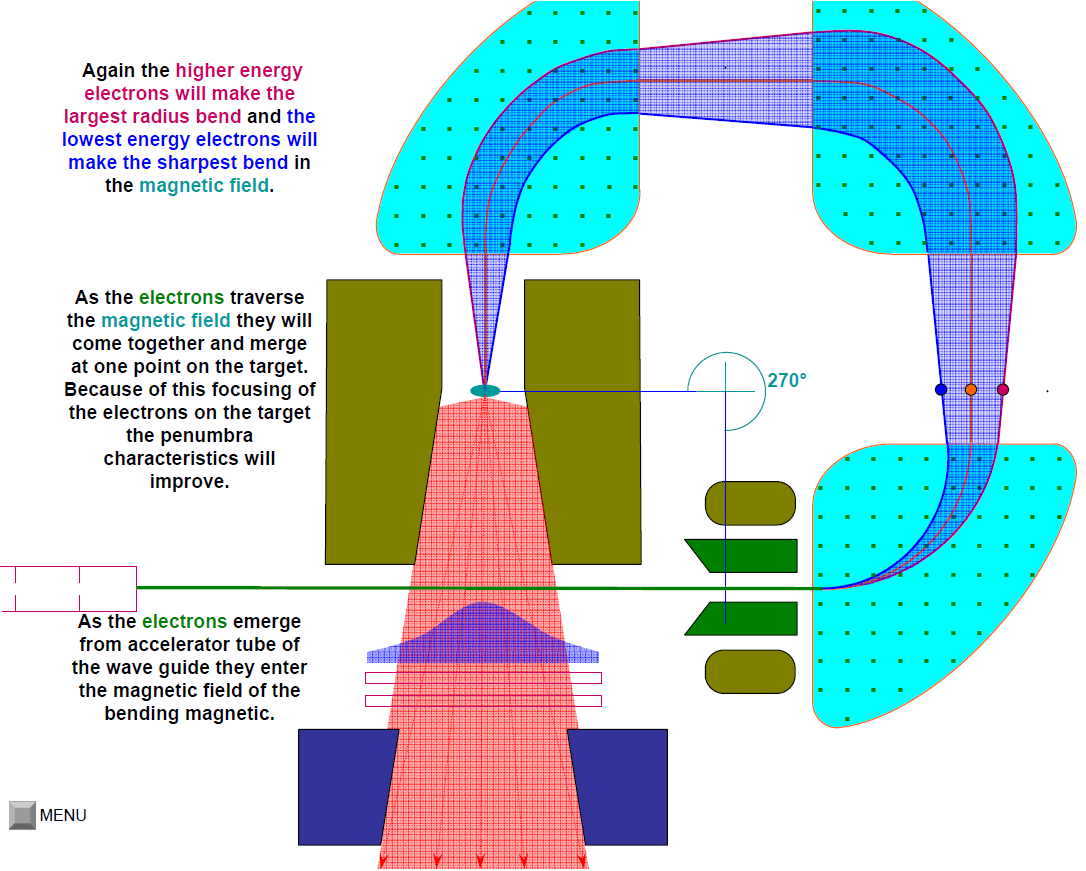 Again the higher energy
electrons will make the
largest radius bend and the
lowest energy electrons will
make the sharpest bend in
the magnetic field.
As the electrons traverse
the magnetic field they will
come together and merge
at one point on the target.
Because of this focusing of
the electrons on the target
the penumbra
characteristics will
improve.
270°
As the electrons emerge
from accelerator tube of
the wave guide they enter
the magnetic field of the
bending magnetic.
MENU